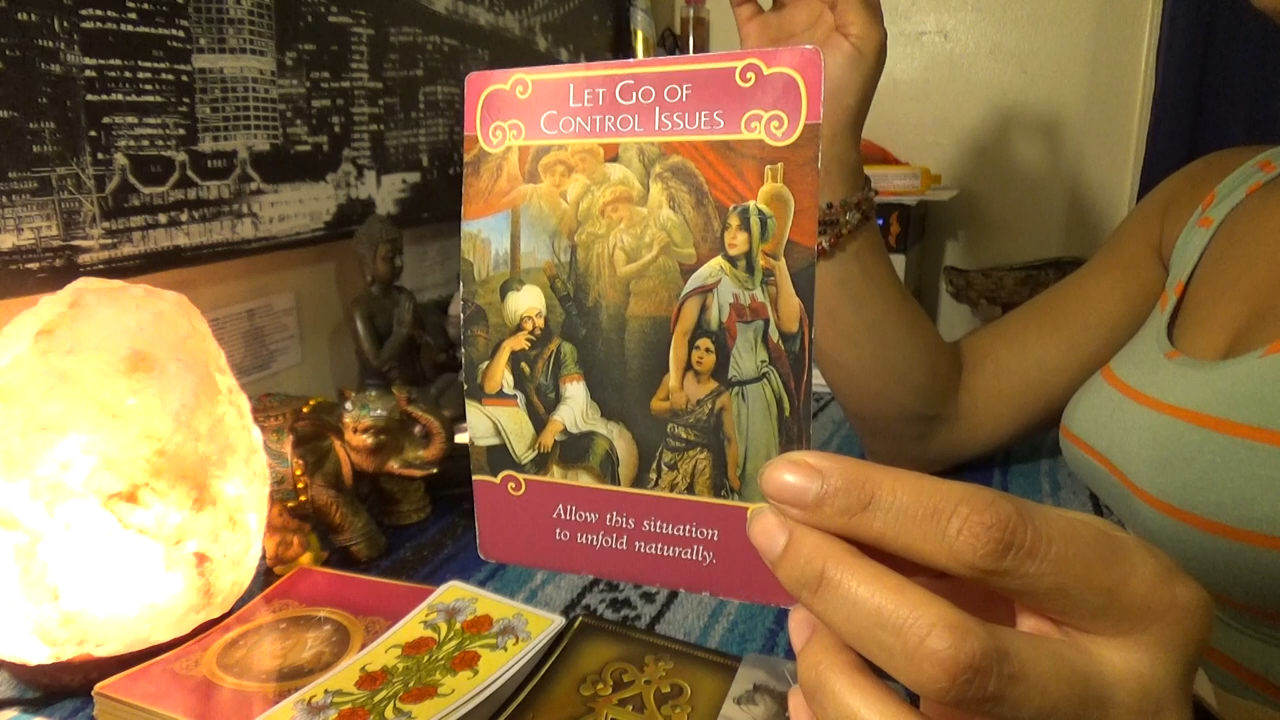 LET GO OF
CONTROL ISSUES
Allow this situation
to unfold naturally.